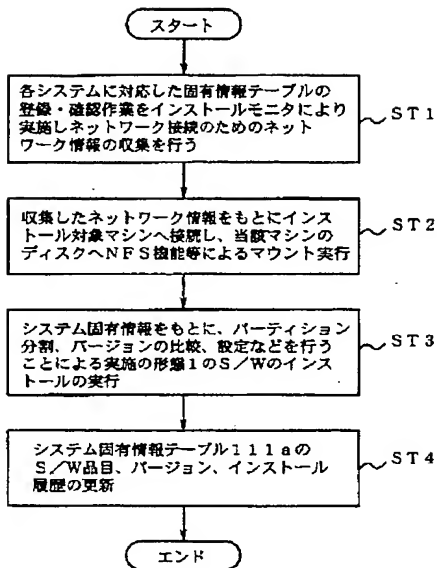 スタート
各システムに対応した固有情報テーブルの
登録・確認作業をインストールモニタにより
実施しネットワーク接続のためのネット
ワーク情報の収集を行う
ST1
収集したネットワーク情報をもとにインス
トール対象マシンへ接続し、当該マシンの
ディスクへNFS機能等によるマウント実行
ST2
システム固有情報をもとに、パーティション
分割、バージョンの比較、設定などを行う
ことによる実施の形態1のS/Wのインス
トールの実行
ST3
システム固有情報テーブル111aの
S/W品目、バージョン、インストール
履歴の更新
ST4
エンド